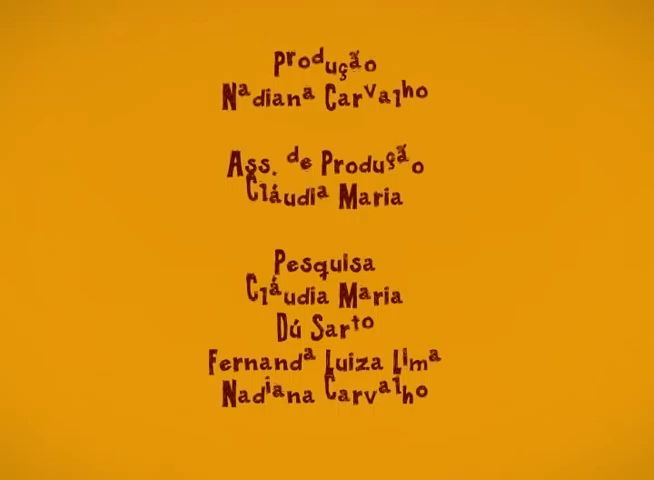 Produção
Nadiana Carvalho
Ass. de Produção
Cláudia Maria
Pesquisa
Cláudia Maria
Dú Sarto
Fernanda Luiza Lima
Nadiana Carvalho